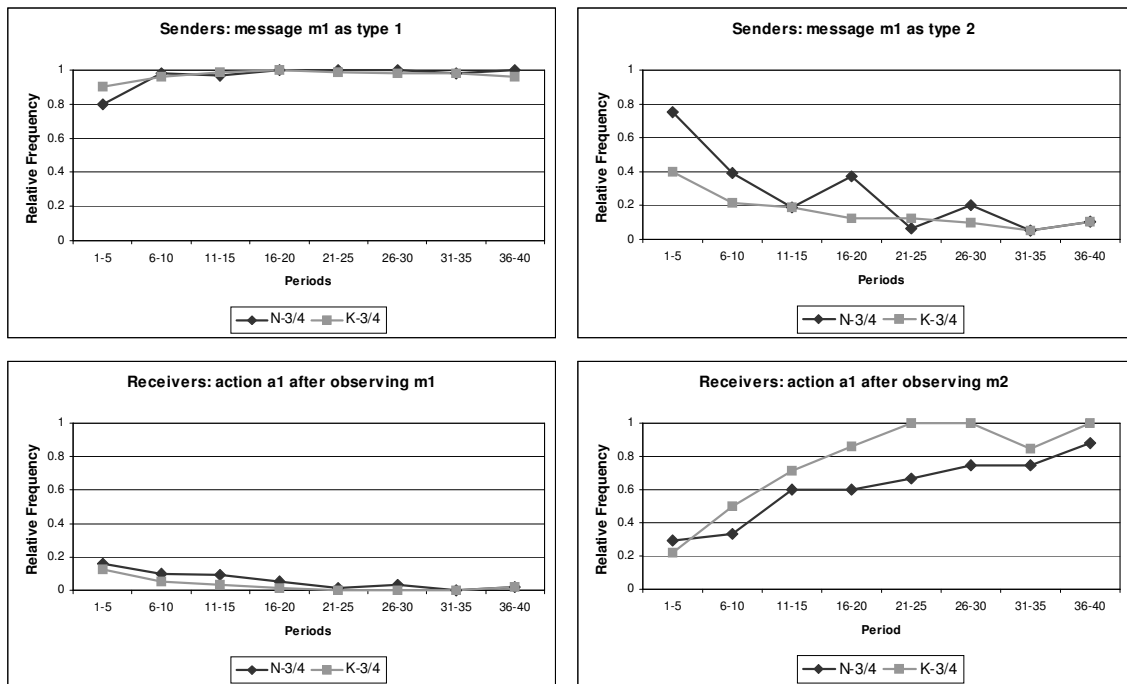 Senders: message m1 as type 1
Relative Frequency
1
0.8
0.6
0.4
0.2
0
1-5 6-10 11-15 16-20 21-25 26-30 31-35 36-40
Periods
N-3/4 K-3/4
Senders: message m1 as type 2
Relative Frequency
1
0.8
0.6
0.4
0.2
0
1-5 6-10 11-15 16-20 21-25 26-30 31-35 36-40
Periods
N-3/4 K-3/4
Receivers: action a1 after observing m1
Relative Frequency
1
0.8
0.6
0.4
0.2
0
1-5 6-10 11-15 16-20 21-25 26-30 31-35 36-40
Periods
N-3/4 K-3/4
Receivers: action a1 after observing m2
Relative Frequency
1
0.8
0.6
0.4
0.2
0
1-5 6-10 11-15 16-20 21-25 26-30 31-35 36-40
Period
N-3/4 K-3/4